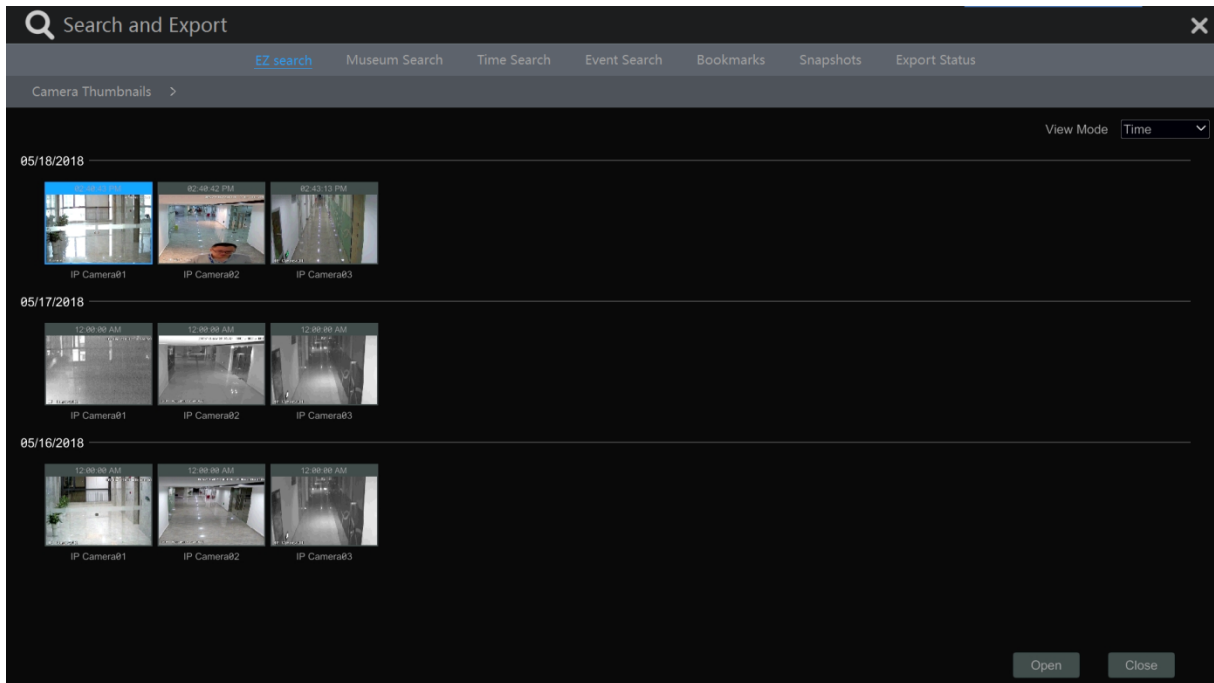 Search and Export
EZ search Museum Search Time Search Event Search Bookmarks Snapshots Export Status
Camera Thumbnails >
View Mode Time
05/18/2018
02:40:42 PM 02:43:13 PM
IP Camera01 IP Camera02 IP Camera03
05/17/2018
12:00:00 AM 12:00:00 AM 12:00:00 AM
IP Camera01 IP Camera02 IP Camera03
05/16/2018
12:00:00 AM 12:00:00 AM 12:00:00 AM
IP Camera01 IP Camera02 IP Camera03
Open Close